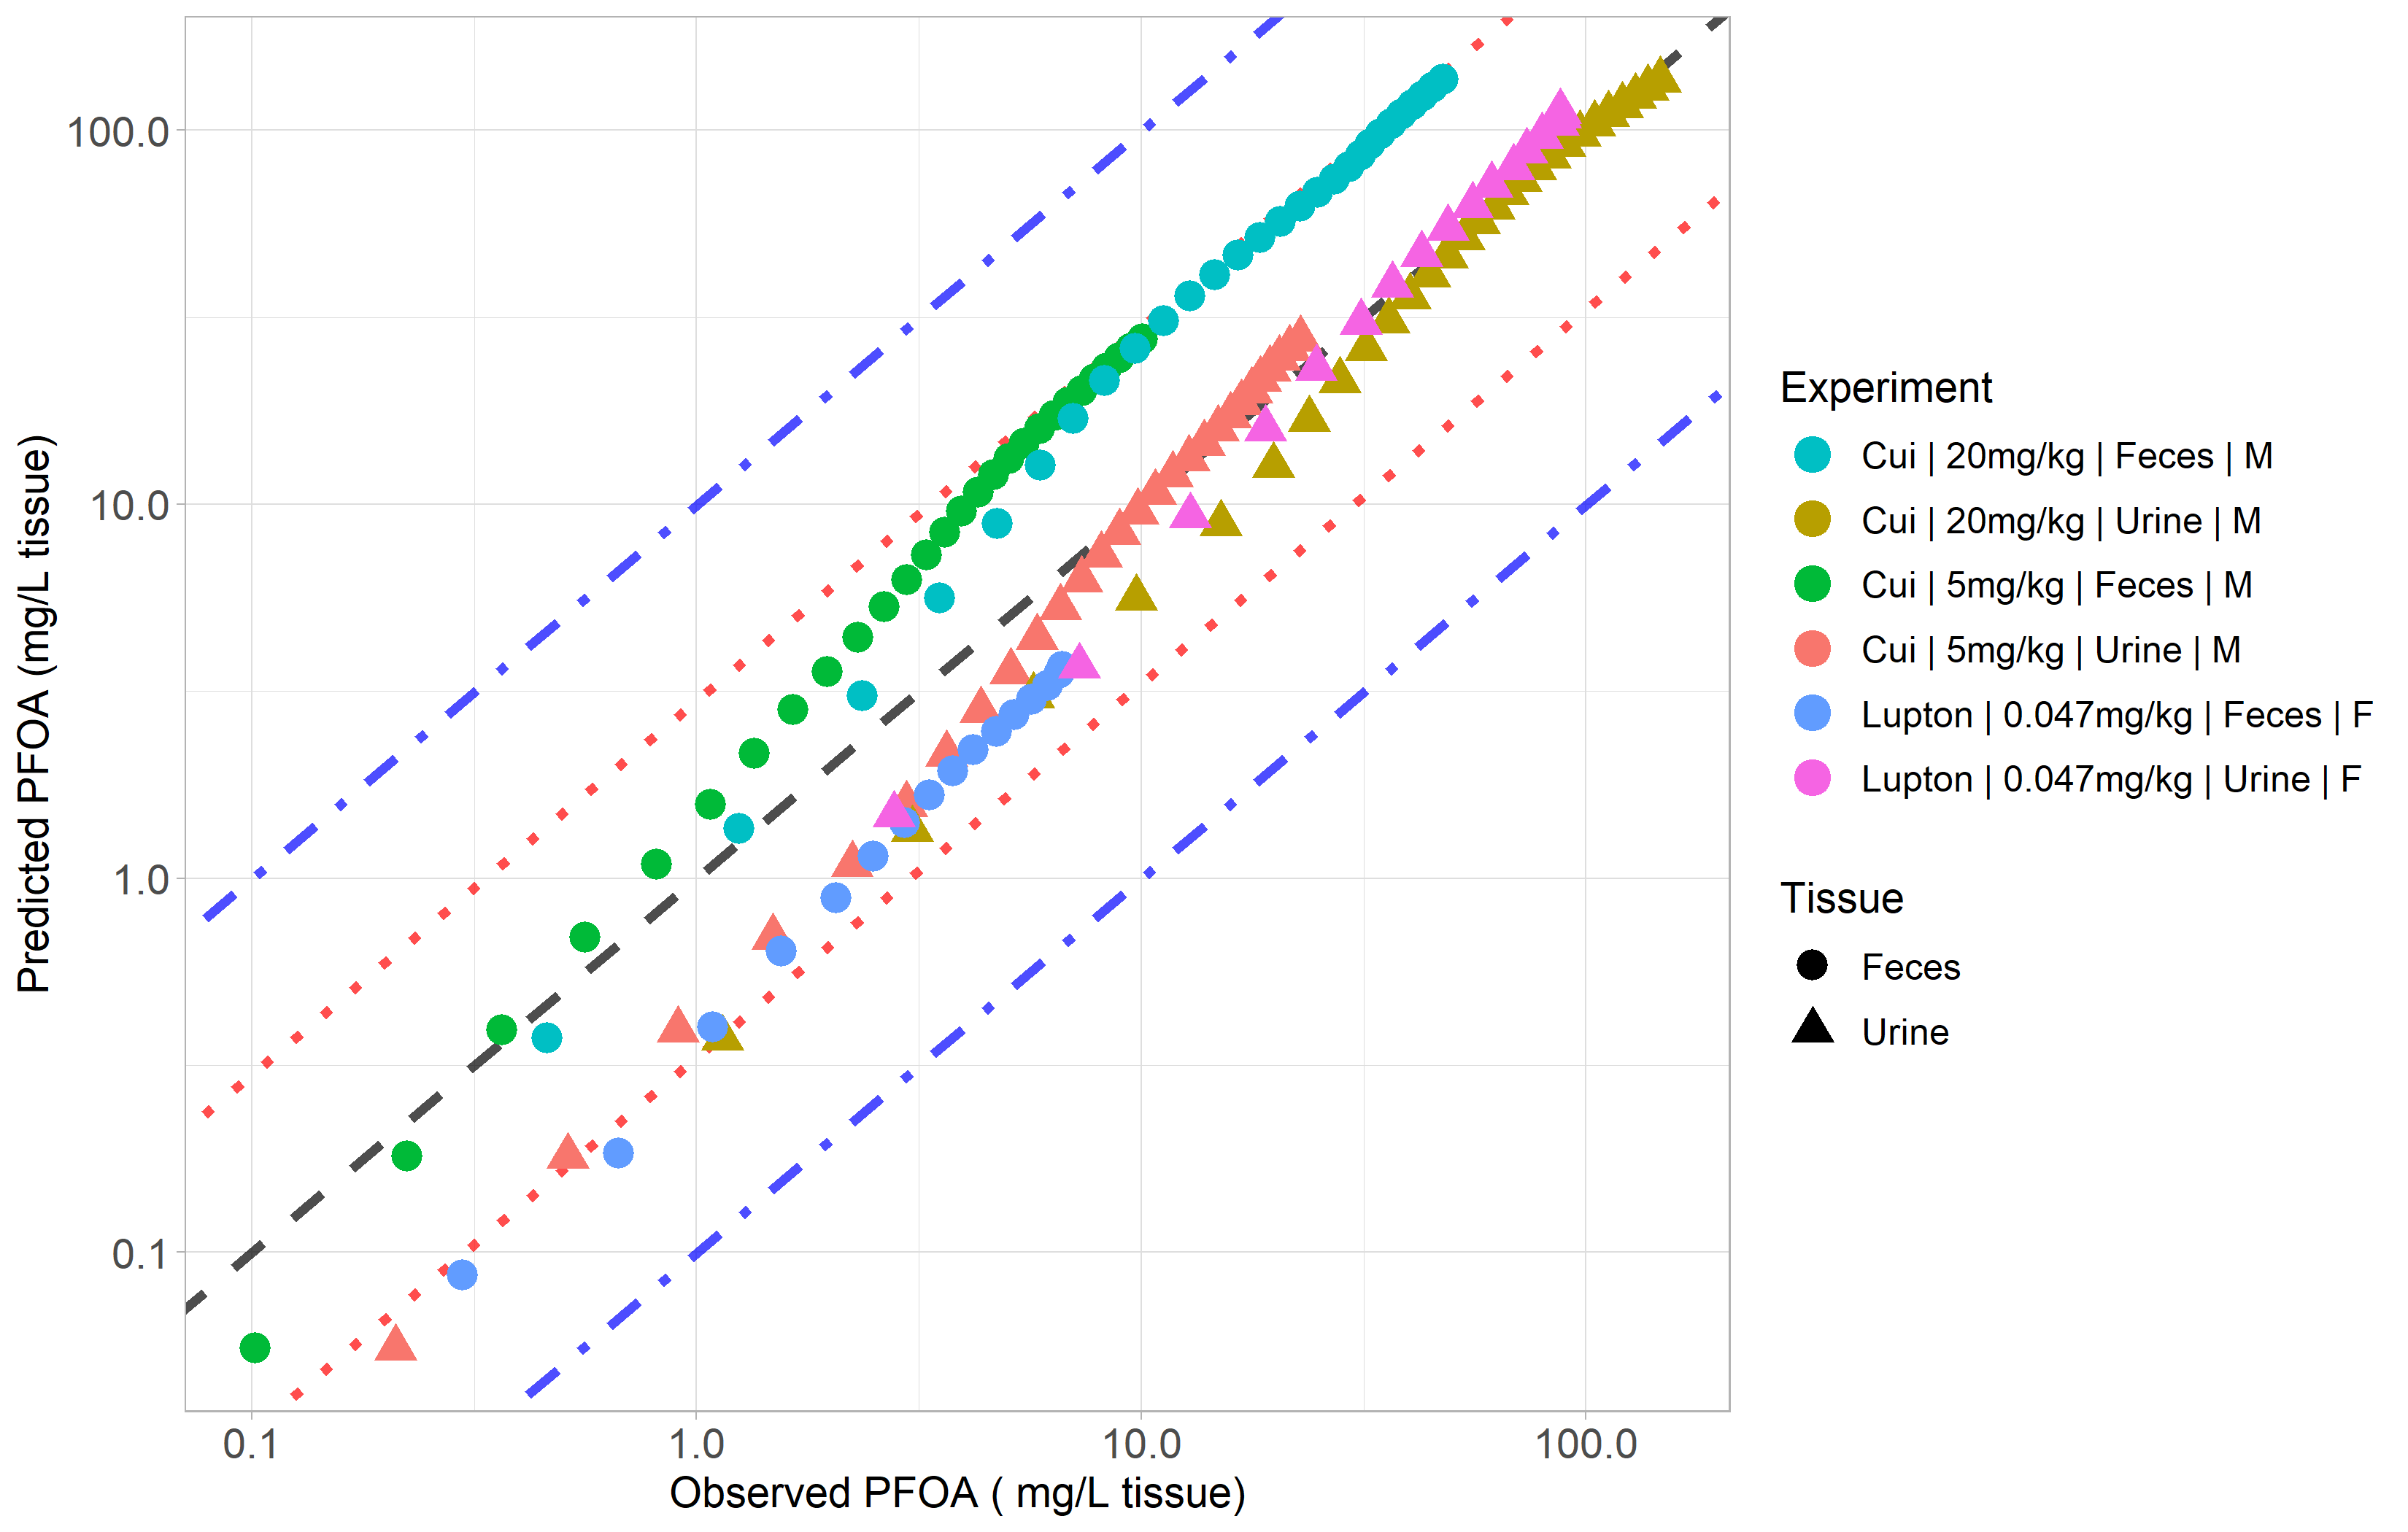 Predicted PFOA (mg/L tissue)
100.0
10.0
1.0
0.1
0.1
1.0
10.0
100.0
Observed PFOA ( mg/L tissue)
Experiment
Cui | 20mg/kg | Feces | M
Cui | 20mg/kg | Urine | M
Cui | 5mg/kg | Feces | M
Cui | 5mg/kg | Urine | M
Lupton | 0.047mg/kg | Feces | F
Lupton | 0.047mg/kg | Urine | F
Tissue
Feces
Urine